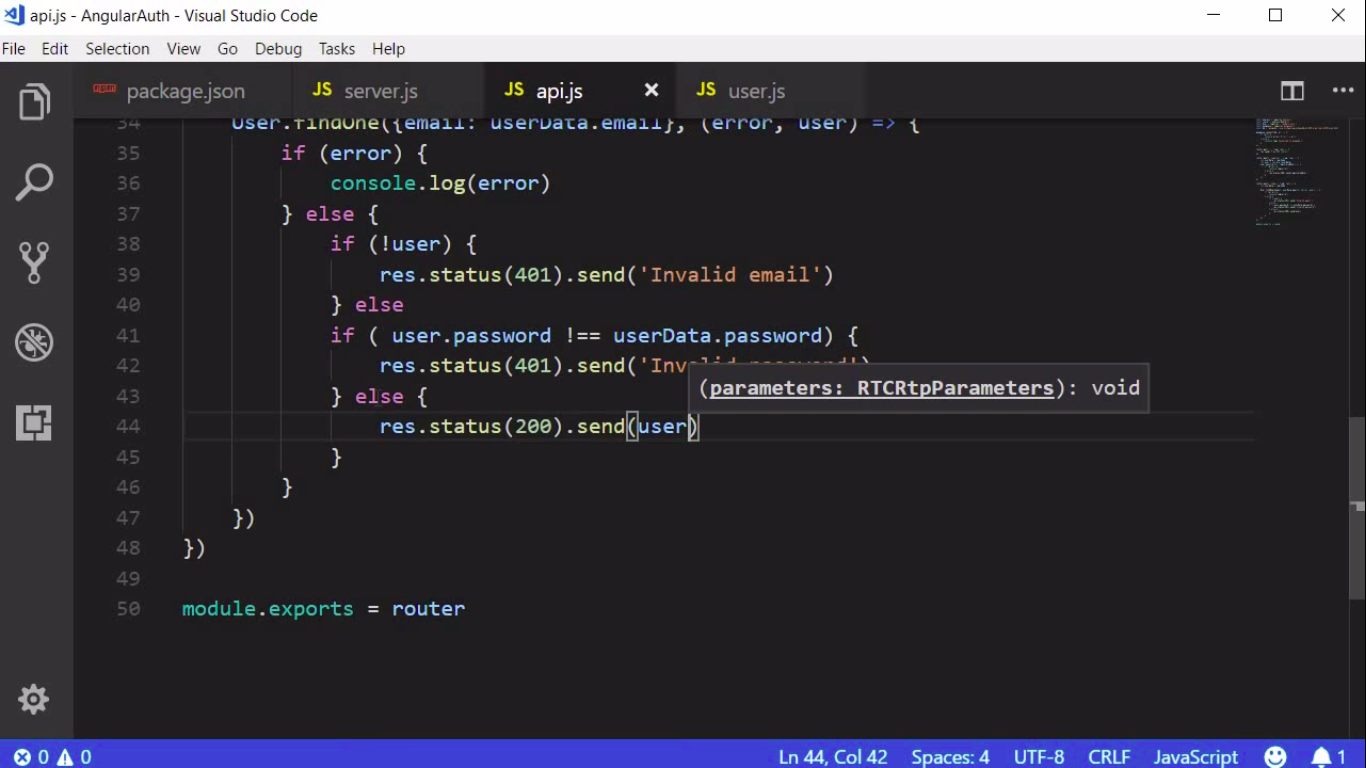 api.js - AngularAuth - Visual Studio Code
File Edit Selection View Go Debug Tasks Help
package.json JS server.js JS api.js JS user.js
34 User.findOne({email: userData.email}, (error, user) => {
35 if (error) {
36 console.log(error)
37 } else {
38 if (!user) {
39 res.status(401).send('Invalid email')
40 } else
41 if ( user.password !== userData.password) {
42 res.status(401).send('Invalid password')
(parameters: RTCRtpParameters): void
43 } else {
44 res.status(200).send(user)
45 }
46 }
47 })
48 })
49
50 module.exports = router
0 0 Ln 44, Col 42 Spaces: 4 UTF-8 CRLF JavaScript 1